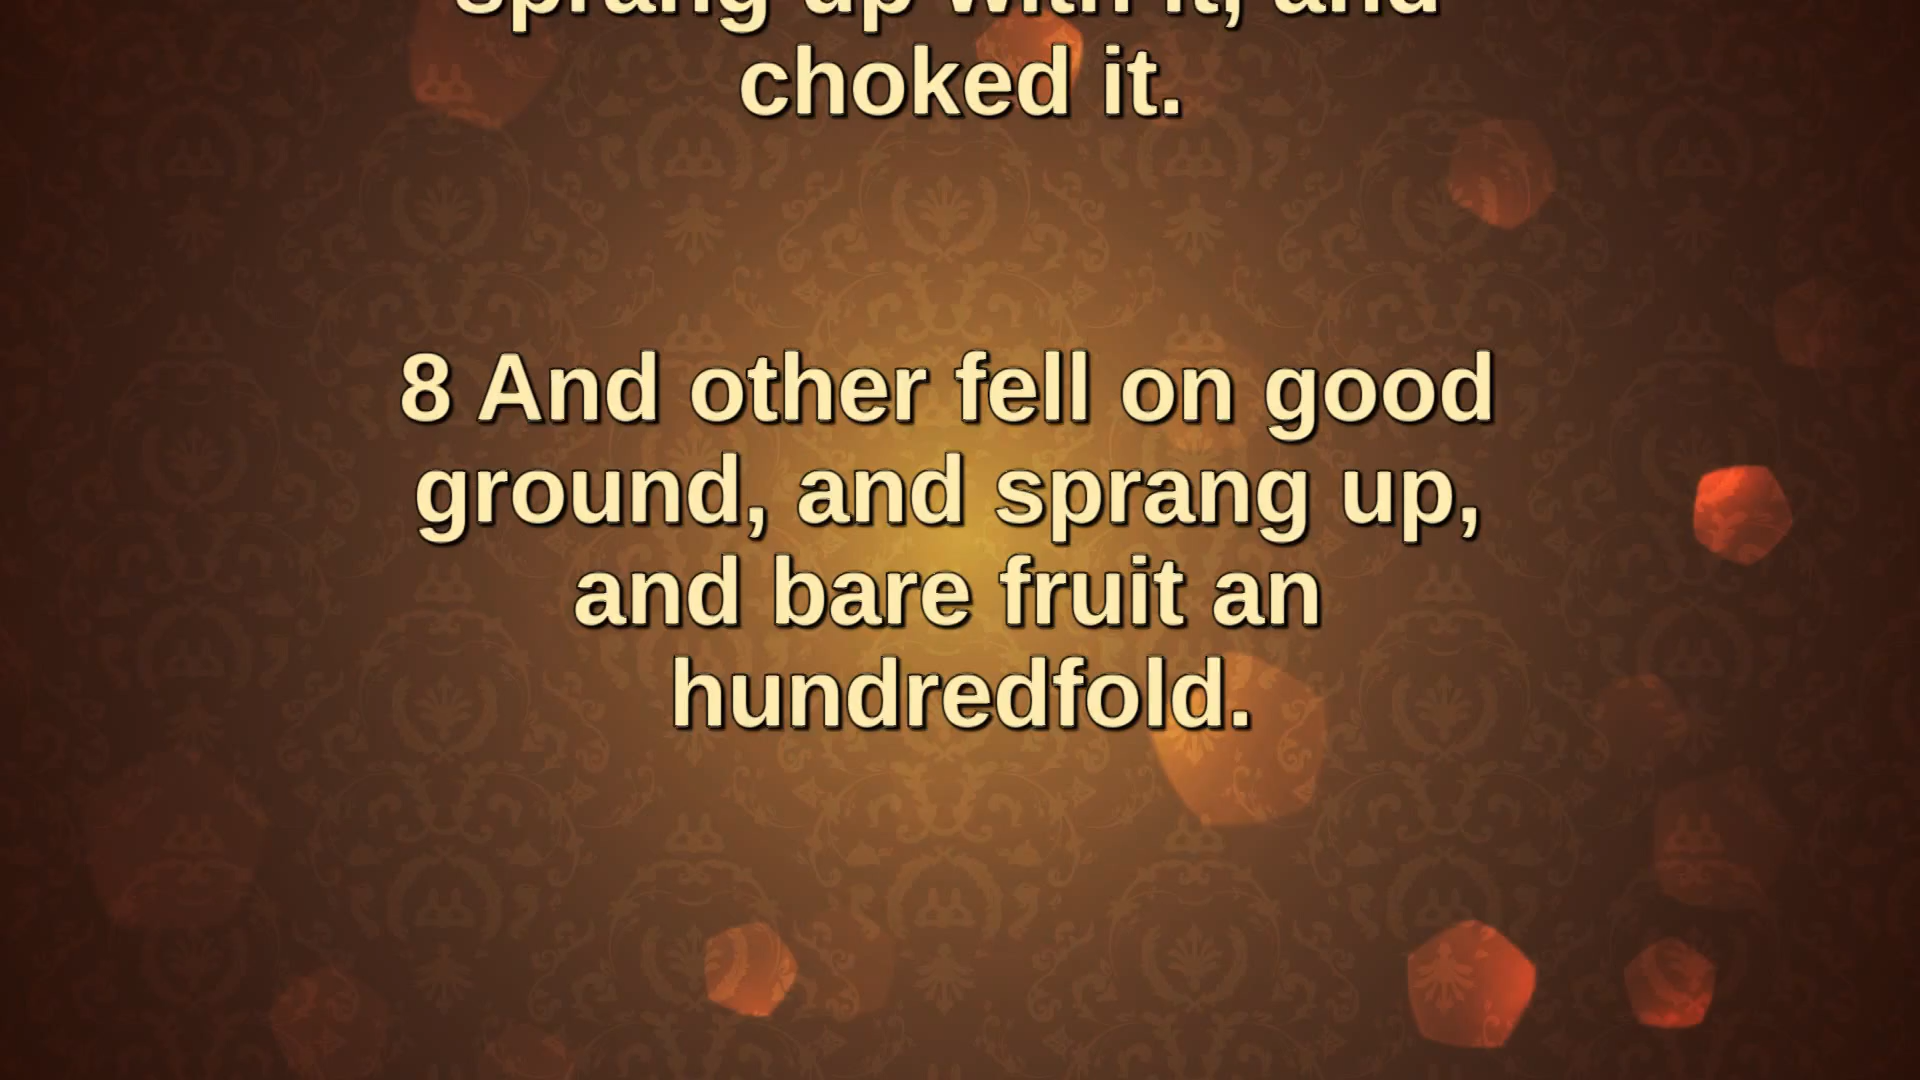 sprang up with it, and
choked it.
8 And other fell on good
ground, and sprang up,
and bare fruit an
hundredfold.